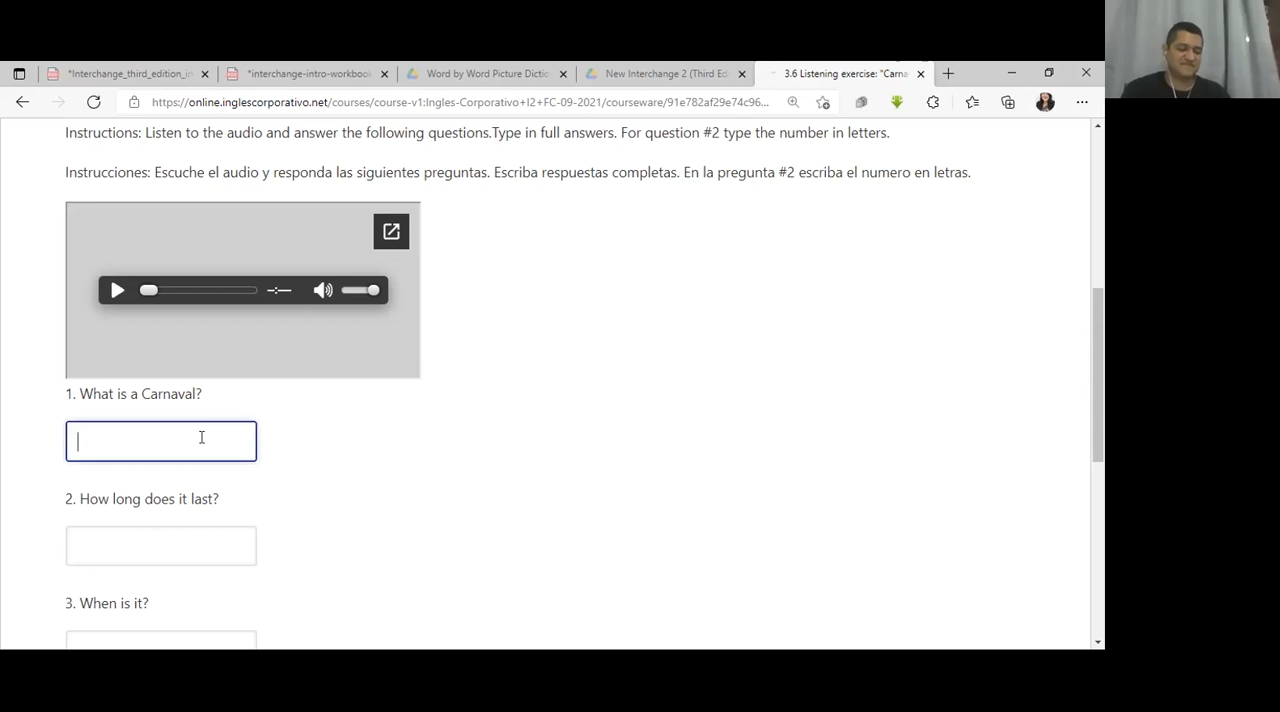 *Interchange_third_edition_in
*interchange-intro-workbook
Word by Word Picture Dictio
New Interchange 2 (Third Edi
3.6 Listening exercise: "Carna
https://online.inglescorporativo.net/courses/course-v1:Ingles-Corporativo+I2+FC-09-2021/courseware/91e782af29e74c96...
Instructions: Listen to the audio and answer the following questions.Type in full answers. For question #2 type the number in letters.
Instrucciones: Escuche el audio y responda las siguientes preguntas. Escriba respuestas completas. En la pregunta #2 escriba el numero en letras.
-:—
1. What is a Carnaval?
2. How long does it last?
3. When is it?